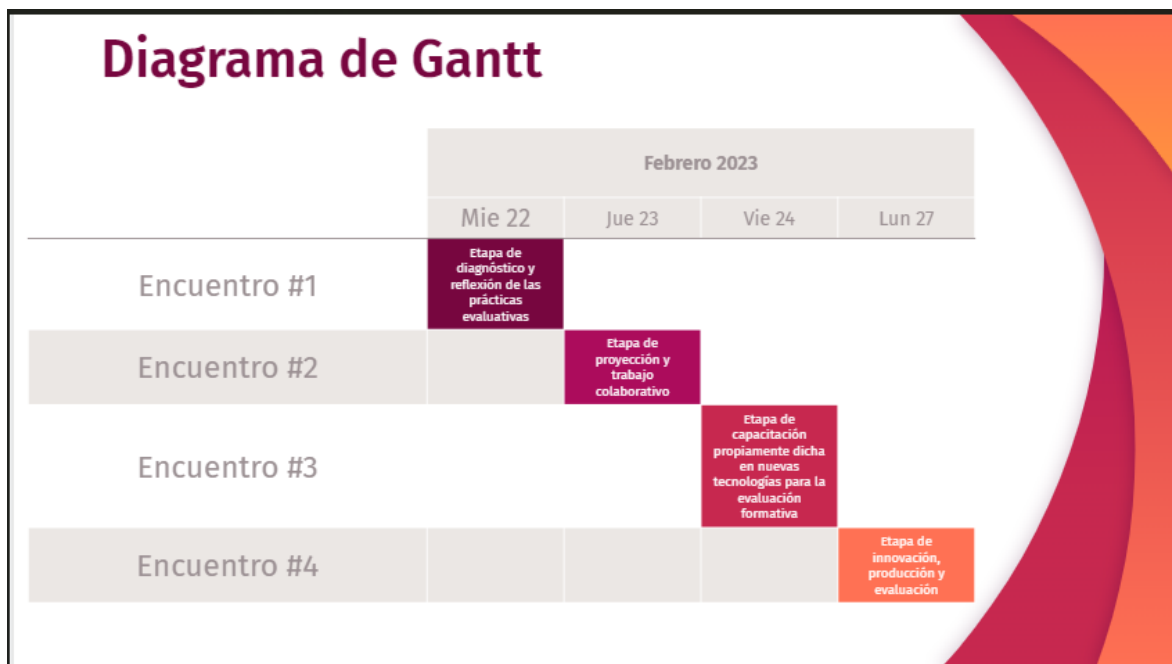 Diagrama de Gantt
Febrero 2023
Mie 22
Jue 23
Vie 24
Lun 27
Encuentro #1
Etapa de
diagnóstico y
reflexión de las
prácticas
evaluativas
Encuentro #2
Etapa de
proyección y
trabajo
colaborativo
Encuentro #3
Etapa de
capacitación
propiamente dicha
en nuevas
tecnologías para la
evaluación
formativa
Encuentro #4
Etapa de
innovación,
producción y
evaluación